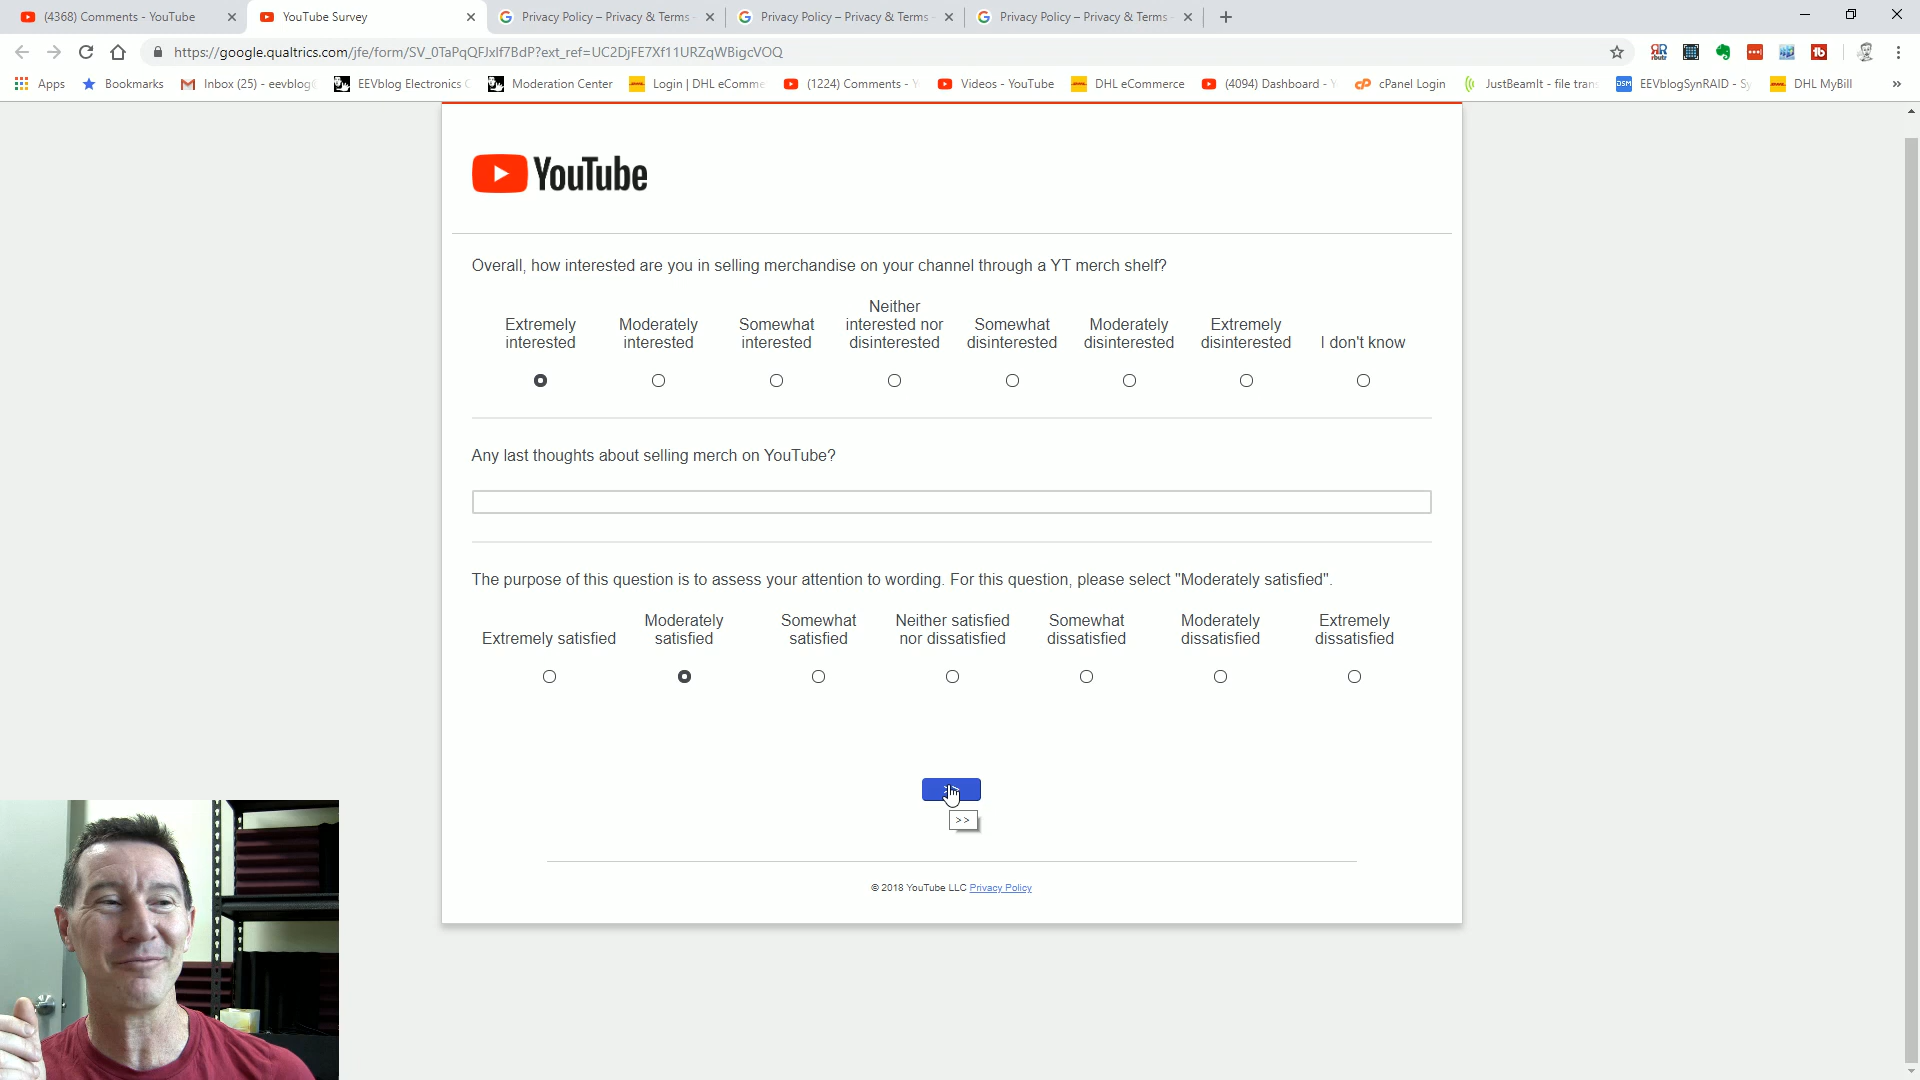 (4368) Comments - YouTube
YouTube Survey
Privacy Policy – Privacy & Terms
Privacy Policy – Privacy & Terms
Privacy Policy – Privacy & Terms
https://google.qualtrics.com/jfe/form/SV_0TaPqQFJxlf7BdP?ext_ref=UC2DjFE7Xf11URZqWBigcVOQ
Apps
Bookmarks
Inbox (25) - eevblog
EEVblog Electronics
Moderation Center
Login | DHL eComme
(1224) Comments -
Videos - YouTube
DHL eCommerce
(4094) Dashboard -
cPanel Login
JustBeamIt - file tran
EEVblogSynRAID - Sy
DHL MyBill
YouTube
Overall, how interested are you in selling merchandise on your channel through a YT merch shelf?
Extremely interested
Moderately interested
Somewhat interested
Neither interested nor disinterested
Somewhat disinterested
Moderately disinterested
Extremely disinterested
I don't know
Any last thoughts about selling merch on YouTube?
The purpose of this question is to assess your attention to wording. For this question, please select "Moderately satisfied".
Extremely satisfied
Moderately satisfied
Somewhat satisfied
Neither satisfied nor dissatisfied
Somewhat dissatisfied
Moderately dissatisfied
Extremely dissatisfied
>>
© 2018 YouTube LLC Privacy Policy